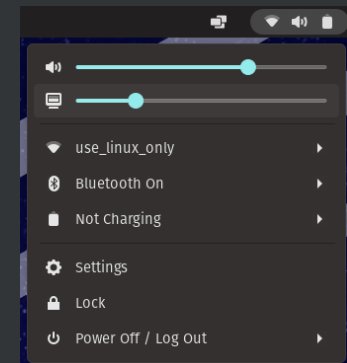 use_linux_only
Bluetooth On
Not Charging
Settings
Lock
Power Off / Log Out